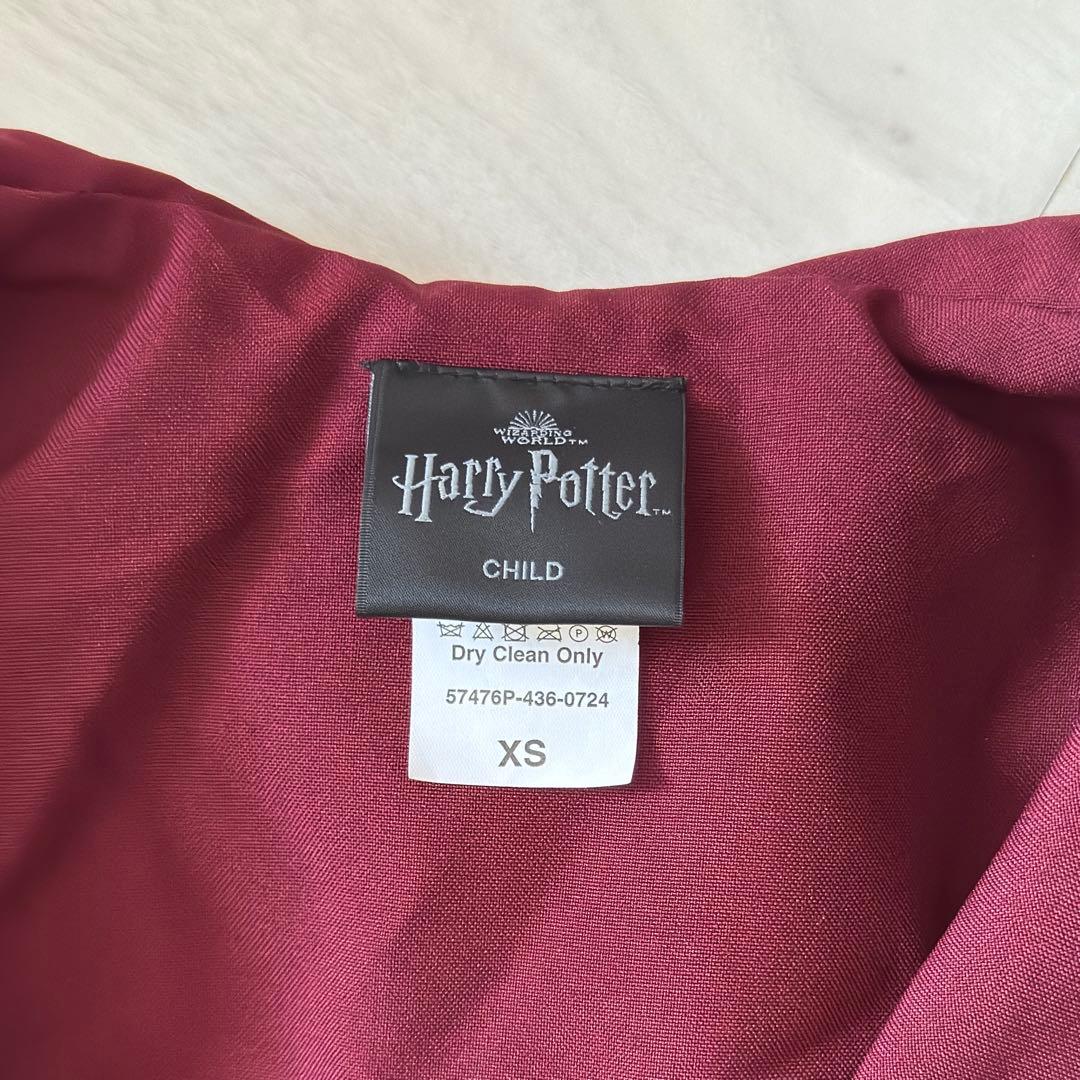 WIZARDING
WORLD™
Harry Potter™
CHILD
P W
Dry Clean Only
57476P-436-0724
XS